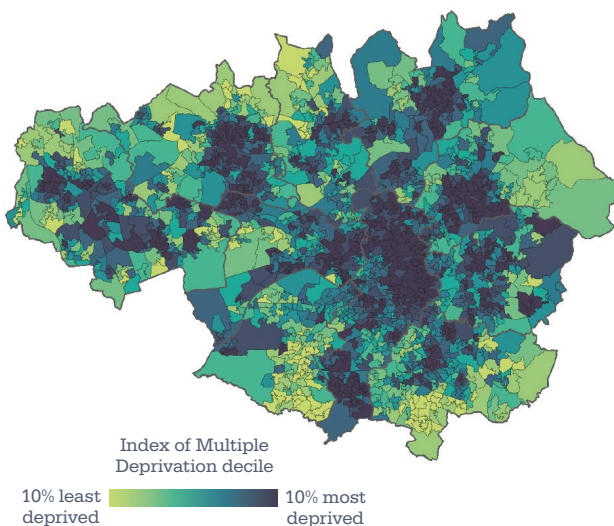 Index of Multiple
Deprivation decile
10% least
deprived
10% most
deprived